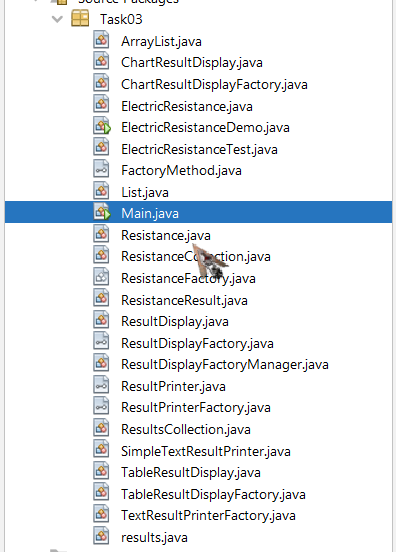 Source Packages
Task03
ArrayList.java
ChartResultDisplay.java
ChartResultDisplayFactory.java
ElectricResistance.java
ElectricResistanceDemo.java
ElectricResistanceTest.java
FactoryMethod.java
List.java
Main.java
Resistance.java
ResistanceCollection.java
ResistanceFactory.java
ResistanceResult.java
ResultDisplay.java
ResultDisplayFactory.java
ResultDisplayFactoryManager.java
ResultPrinter.java
ResultPrinterFactory.java
ResultsCollection.java
SimpleTextResultPrinter.java
TableResultDisplay.java
TableResultDisplayFactory.java
TextResultPrinterFactory.java
results.java